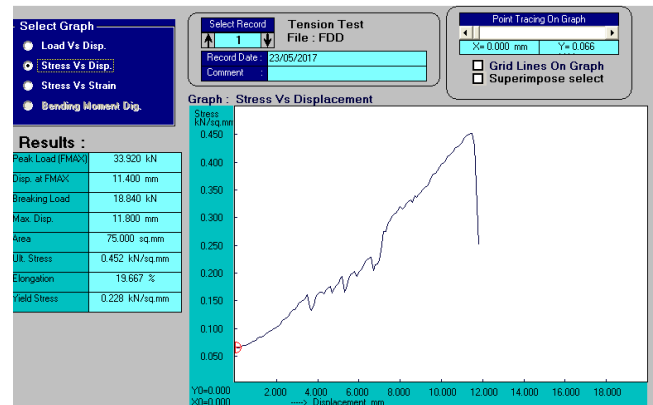 Select Graph
Load Vs Disp.
Stress Vs Disp.
Stress Vs Strain
Bending Moment Dig.
Select Record
1
Tension Test
File : FDD
Record Date : 23/05/2017
Comment :
Point Tracing On Graph
X= 0.000 mm Y= 0.066
Grid Lines On Graph
Superimpose select
Results :
Peak Load (FMAX) 33.920 kN
Disp. at FMAX 11.400 mm
Breaking Load 18.840 kN
Max. Disp. 11.800 mm
Area 75.000 sq.mm
Ult. Stress 0.452 kN/sq.mm
Elongation 19.667 %
Yield Stress 0.228 kN/sq.mm
Graph : Stress Vs Displacement
Stress
kN/sq.mm
0.450
0.400
0.350
0.300
0.250
0.200
0.150
0.100
0.050
Y0=0.000
X0=0.000
2.000 4.000 6.000 8.000 10.000 12.000 14.000 16.000 18.000
----> Displacement mm